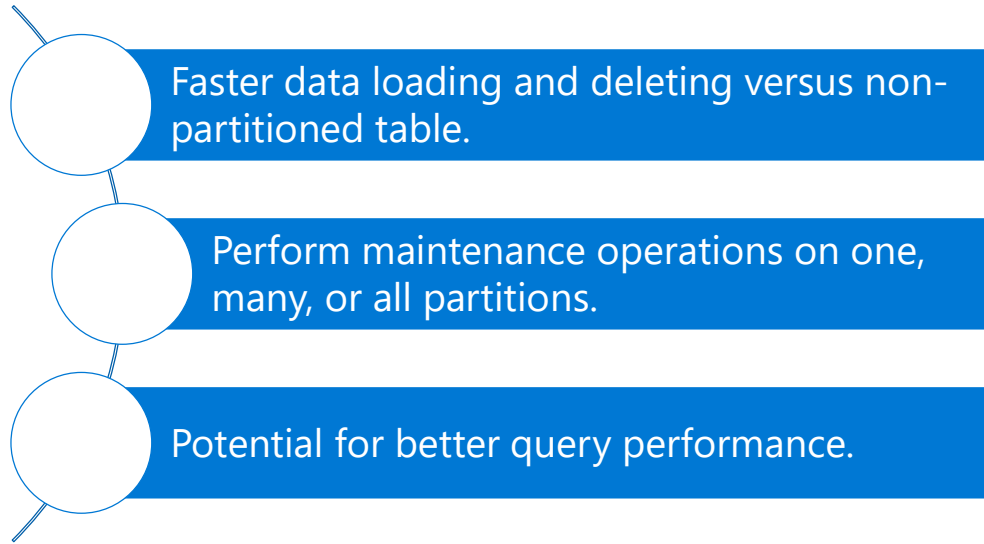 Faster data loading and deleting versus non-
partitioned table.
Perform maintenance operations on one,
many, or all partitions.
Potential for better query performance.